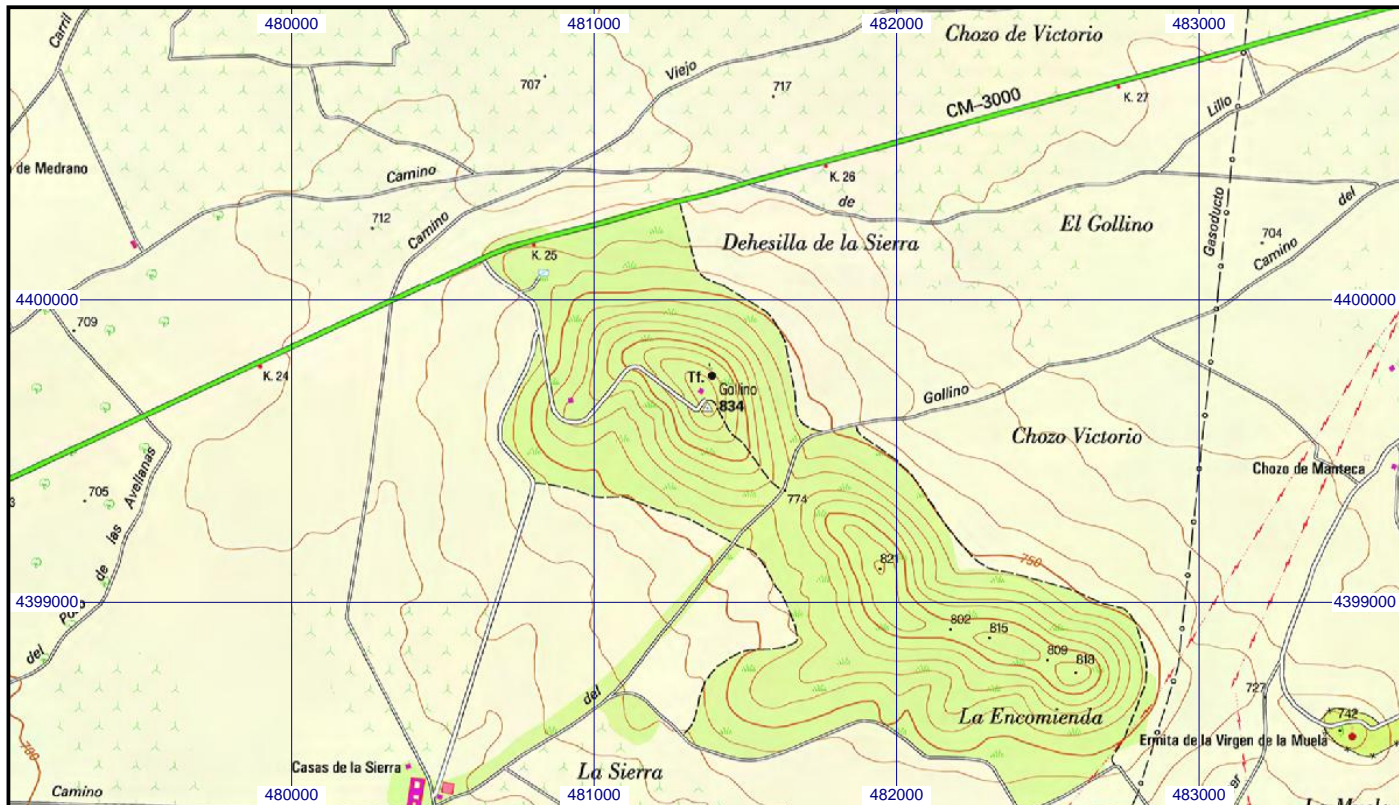 480000
481000
482000
483000
Carril
Chozo de Victorio
Viejo
707
717
CM-3000
K. 27
Lillo
o de Medrano
Camino
K. 26
de
712
Camino
El Gollino
Gasoducto
del
Dehesilla de la Sierra
704
K. 25
Camino
4400000
4400000
709
K. 24
Tf.
Gollino
834
Gollino
Chozo Victorio
Avellanas
Chozo de Manteca
705
3
774
las
821
750
de
4399000
4399000
802
815
del
809
818
727
del
La Encomienda
742
Ermita de la Virgen de la Muela
700
Casas de la Sierra
La Sierra
Camino
480000
481000
482000
483000